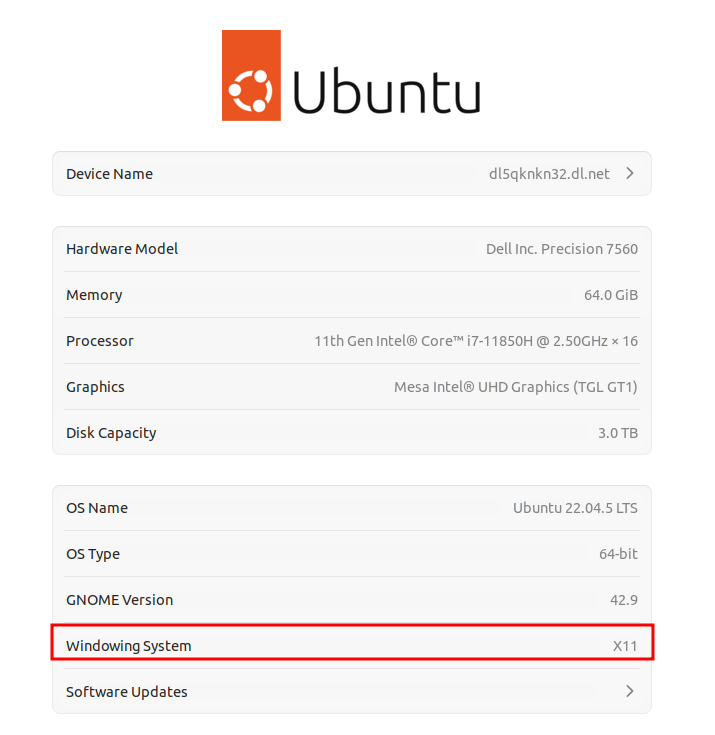 Ubuntu
Device Name dl5qknkn32.dl.net
Hardware Model Dell Inc. Precision 7560
Memory 64.0 GiB
Processor 11th Gen Intel® Core™ i7-11850H @ 2.50GHz × 16
Graphics Mesa Intel® UHD Graphics (TGL GT1)
Disk Capacity 3.0 TB
OS Name Ubuntu 22.04.5 LTS
OS Type 64-bit
GNOME Version 42.9
Windowing System X11
Software Updates